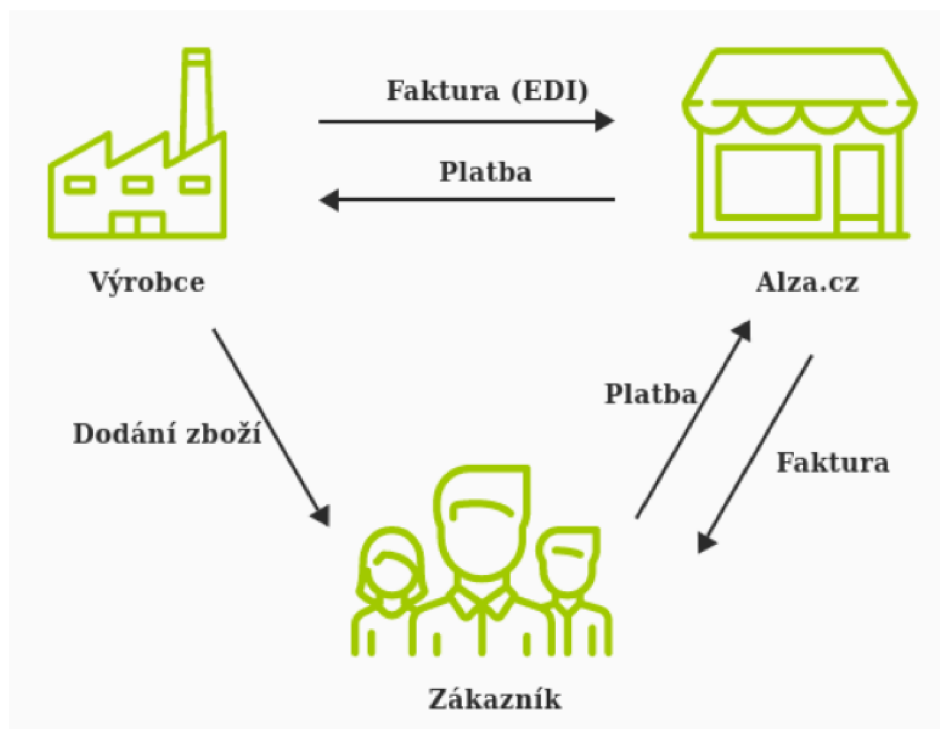 Faktura (EDI)
Platba
Výrobce
Alza.cz
Platba
Dodání zboží
Faktura
Zákazník